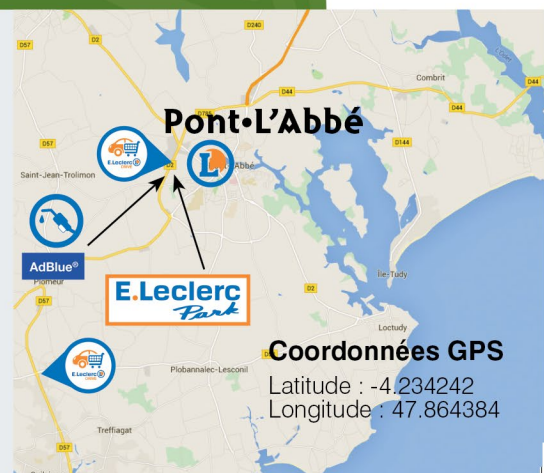 D240
D57
D2
D44
Combrit
D44
D44
D785
Pont•L'Abbé
D57
D144
E.Leclerc
D2
L
Abbé
Saint-Jean-Trolimon
AdBlue®
Plomeur
D57
E.Leclerc
Park
D2
Île-Tudy
Loctudy
E.Leclerc
Coordonnées GPS
Plobannalec-Lesconil
Latitude : -4.234242
Longitude : 47.864384
Treffiagat
D57